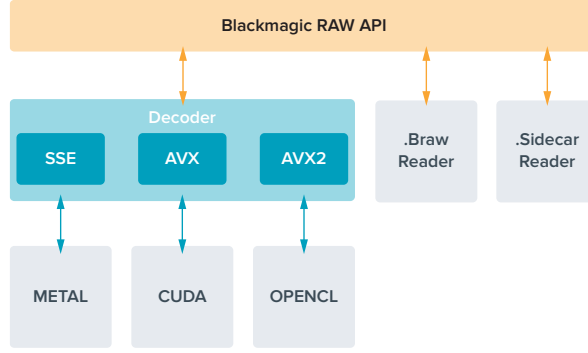 Blackmagic RAW API
Decoder
SSE
AVX
AVX2
.Braw
Reader
.Sidecar
Reader
METAL
CUDA
OPENCL